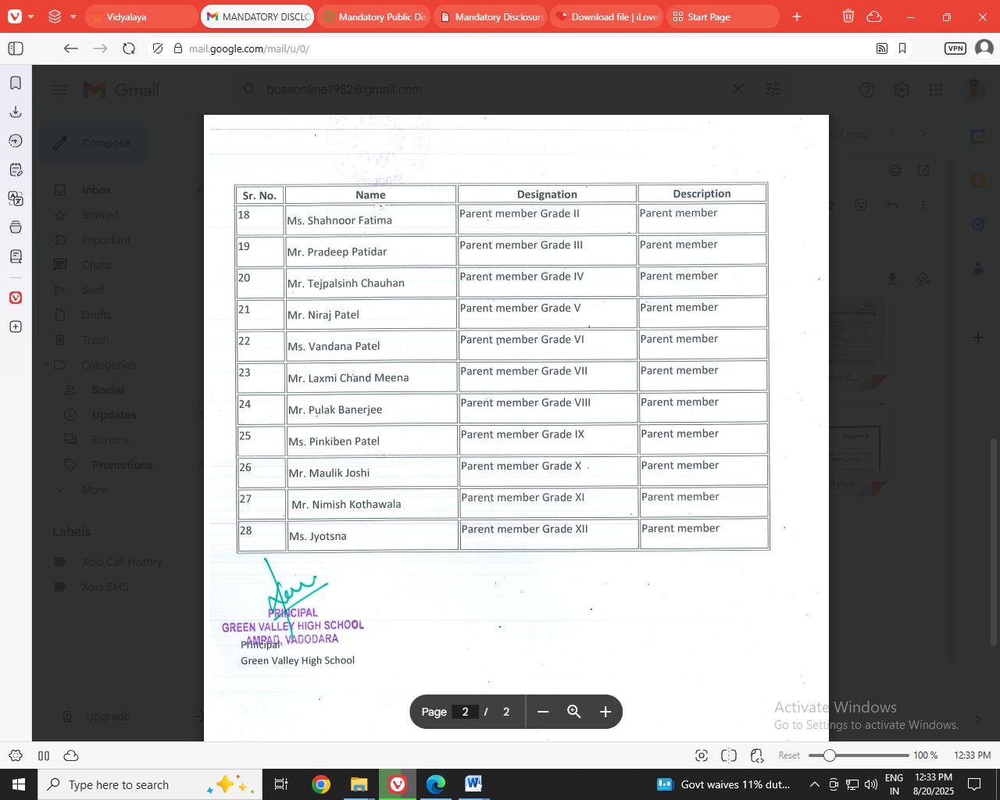 Vidyalaya
MANDATORY DISCLO
Mandatory Public Dis
Mandatory Disclosure
Download file | iLovel
Start Page
mail.google.com/mail/u/0/
VPN
Gmail
bossonline1982@gmail.com
Compose
of many
Inbox
Starred
Important
Chats
Sent
Drafts
Trash
Categories
Social
Updates
Forums
Promotions
More
Labels
Xolo Call History
Xolo SMS
Upgrade
Sr. No. Name Designation Description
18 Ms. Shahnoor Fatima Parent member Grade II Parent member
19 Mr. Pradeep Patidar Parent member Grade III Parent member
20 Mr. Tejpalsinh Chauhan Parent member Grade IV Parent member
21 Mr. Niraj Patel Parent member Grade V Parent member
22 Ms. Vandana Patel Parent member Grade VI Parent member
23 Mr. Laxmi Chand Meena Parent member Grade VII Parent member
24 Mr. Pulak Banerjee Parent member Grade VIII Parent member
25 Ms. Pinkiben Patel Parent member Grade IX Parent member
26 Mr. Maulik Joshi Parent member Grade X Parent member
27 Mr. Nimish Kothawala Parent member Grade XI Parent member
28 Ms. Jyotsna Parent member Grade XII Parent member
PRINCIPAL
GREEN VALLEY HIGH SCHOOL
AMPAD, VADODARA
Principal
Green Valley High School
Page 2 / 2
Activate Windows
Go to Settings to activate Windows.
Reset 100 % 12:33 PM
Type here to search
Govt waives 11% dut...
ENG
IN
12:33 PM
8/20/2025